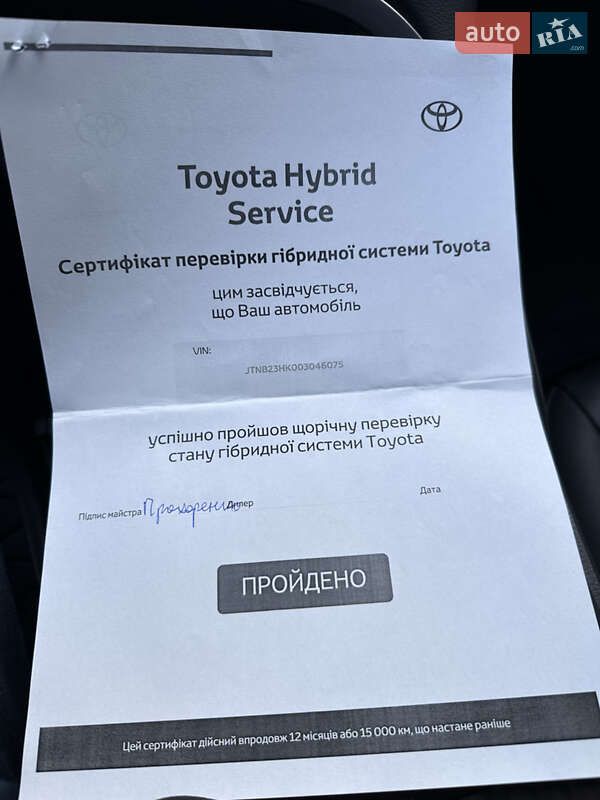 auto RIA .com
Toyota Hybrid
Service
Сертифікат перевірки гібридної системи Toyota
цим засвідчується,
що Ваш автомобіль
VIN:
JTNB23HK003046075
успішно пройшов щорічну перевірку
стану гібридної системи Toyota
Підпис майстра Прохоренко Дилер Дата
ПРОЙДЕНО
Цей сертифікат дійсний впродовж 12 місяців або 15 000 км, що настане раніше